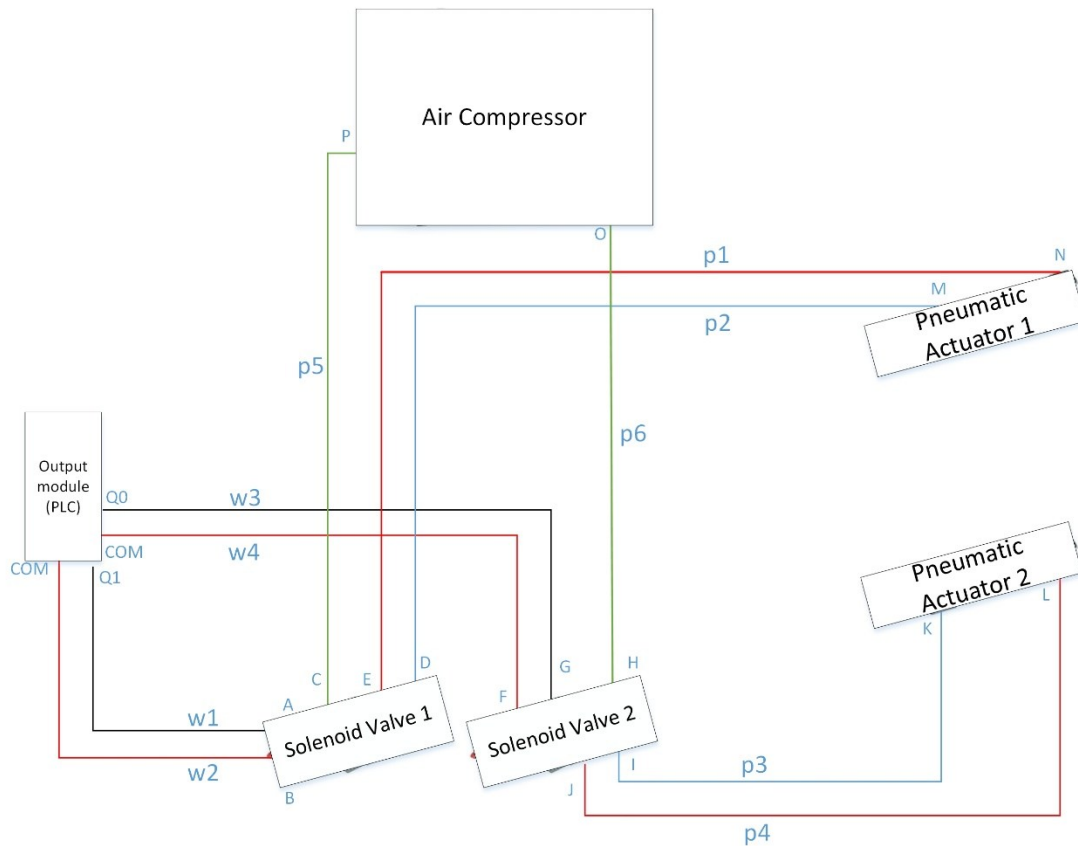 Air Compressor
P
O
p1
N
M
p2
Pneumatic
Actuator 1
p5
p6
Output
module
(PLC)
Q0
w3
COM
w4
COM
Q1
Pneumatic
Actuator 2
L
K
D
G
H
C
E
A
F
w1
Solenoid Valve 1
Solenoid Valve 2
w2
B
I
J
p3
p4